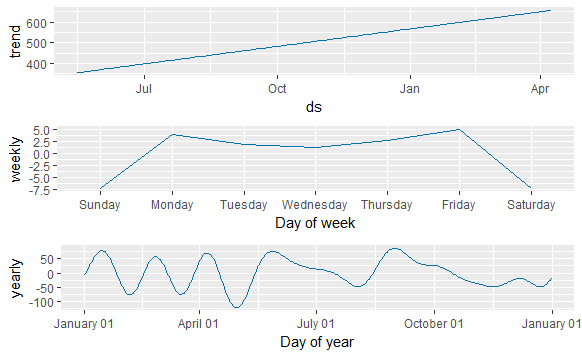 trend
600
500
400
Jul Oct Jan Apr
ds
weekly
5.0
2.5
0.0
-2.5
-5.0
-7.5
Sunday Monday Tuesday Wednesday Thursday Friday Saturday
Day of week
yearly
50
0
-50
-100
January 01 April 01 July 01 October 01 January 01
Day of year